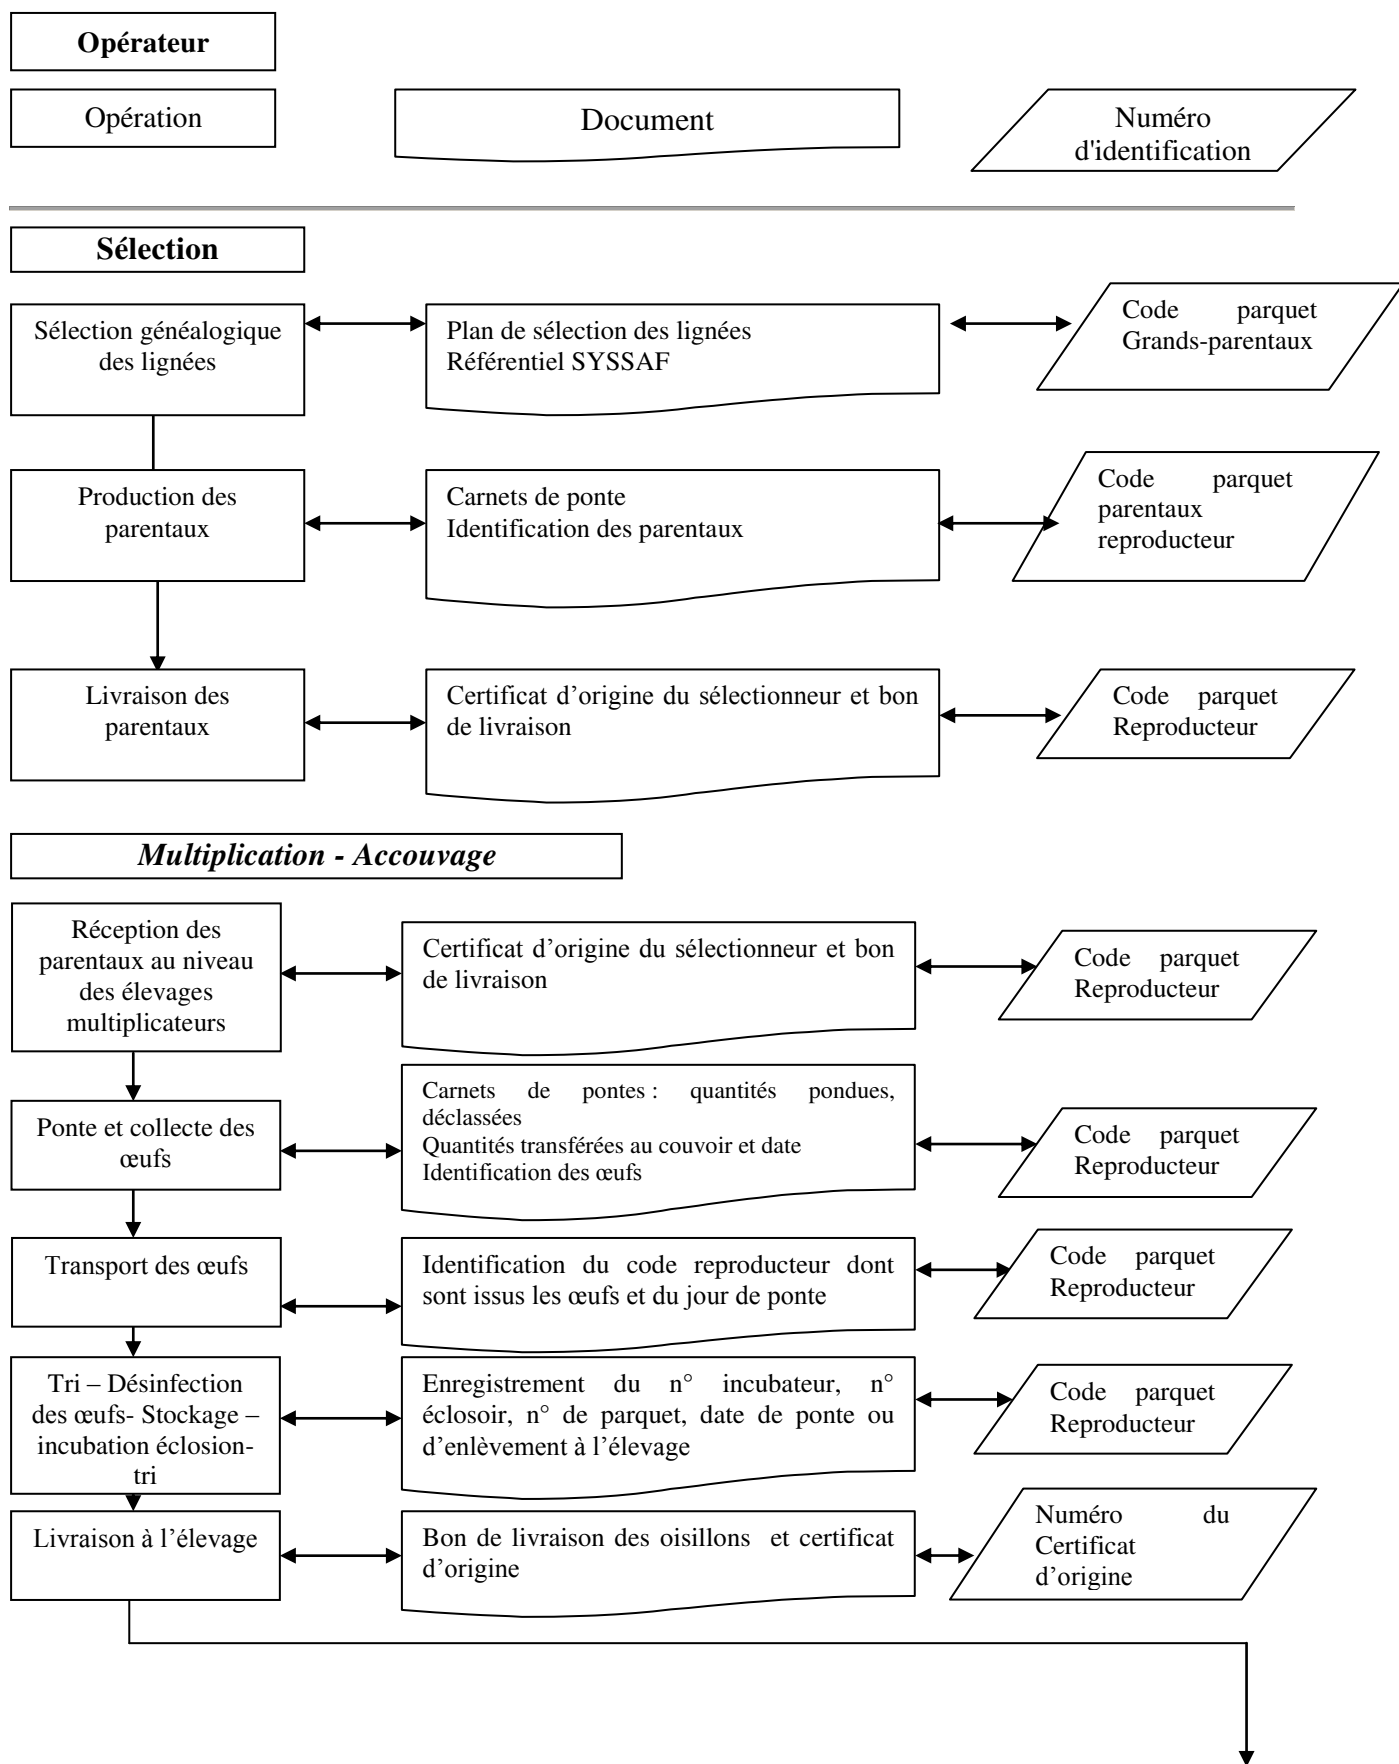 Opérateur
Opération
Document
Numéro
d'identification
Sélection
Sélection généalogique
des lignées
Plan de sélection des lignées
Référentiel SYSSAF
Code parquet
Grands-parentaux
Production des
parentaux
Carnets de ponte
Identification des parentaux
Code parquet
parentaux
reproducteur
Livraison des
parentaux
Certificat d’origine du sélectionneur et bon
de livraison
Code parquet
Reproducteur
Multiplication - Accouvage
Réception des
parentaux au niveau
des élevages
multiplicateurs
Certificat d’origine du sélectionneur et bon
de livraison
Code parquet
Reproducteur
Ponte et collecte des
œufs
Carnets de pontes : quantités pondues,
déclassées
Quantités transférées au couvoir et date
Identification des œufs
Code parquet
Reproducteur
Transport des œufs
Identification du code reproducteur dont
sont issus les œufs et du jour de ponte
Code parquet
Reproducteur
Tri – Désinfection
des œufs- Stockage –
incubation éclosion-
tri
Enregistrement du n° incubateur, n°
éclosoir, n° de parquet, date de ponte ou
d’enlèvement à l’élevage
Code parquet
Reproducteur
Livraison à l’élevage
Bon de livraison des oisillons et certificat
d’origine
Numéro du
Certificat
d’origine